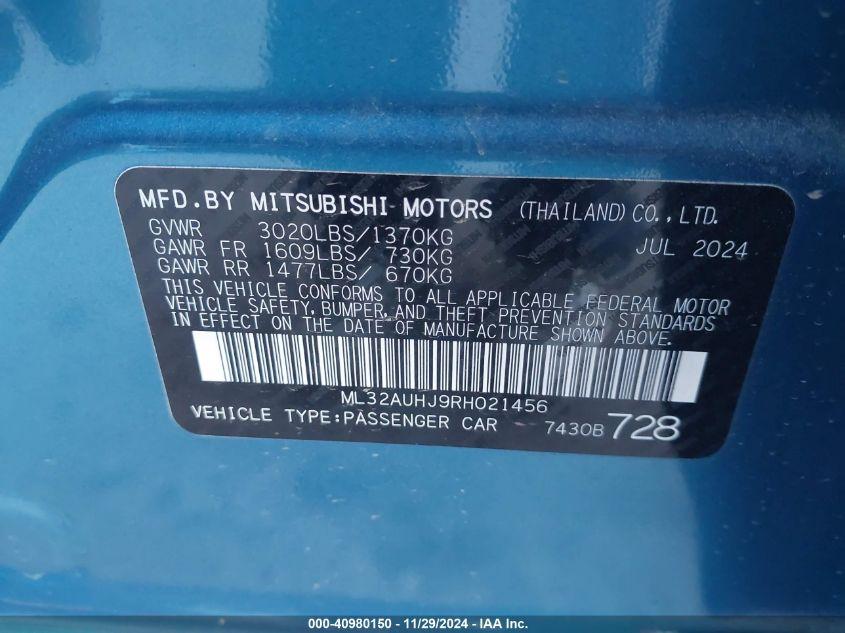 MFD.BY MITSUBISHI MOTORS (THAILAND)CO.,LTD.
GVWR 3020LBS/1370KG JUL 2024
GAWR FR 1609LBS/ 730KG
GAWR RR 1477LBS/ 670KG
THIS VEHICLE CONFORMS TO ALL APPLICABLE FEDERAL MOTOR
VEHICLE SAFETY, BUMPER, AND THEFT PREVENTION STANDARDS
IN EFFECT ON THE DATE OF MANUFACTURE SHOWN ABOVE.
ML32AUHJ9RH021456
VEHICLE TYPE:PASSENGER CAR 7430B 728
000-40980150 - 11/29/2024 - IAA Inc.